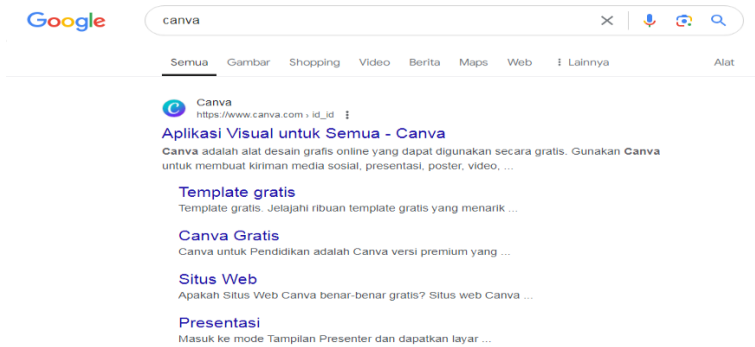 Google
canva
Semua Gambar Shopping Video Berita Maps Web Lainnya Alat
Canva
https://www.canva.com › id_id
Aplikasi Visual untuk Semua - Canva
Canva adalah alat desain grafis online yang dapat digunakan secara gratis. Gunakan Canva
untuk membuat kiriman media sosial, presentasi, poster, video, ...
Template gratis
Template gratis. Jelajahi ribuan template gratis yang menarik ...
Canva Gratis
Canva untuk Pendidikan adalah Canva versi premium yang ...
Situs Web
Apakah Situs Web Canva benar-benar gratis? Situs web Canva ...
Presentasi
Masuk ke mode Tampilan Presenter dan dapatkan layar ...